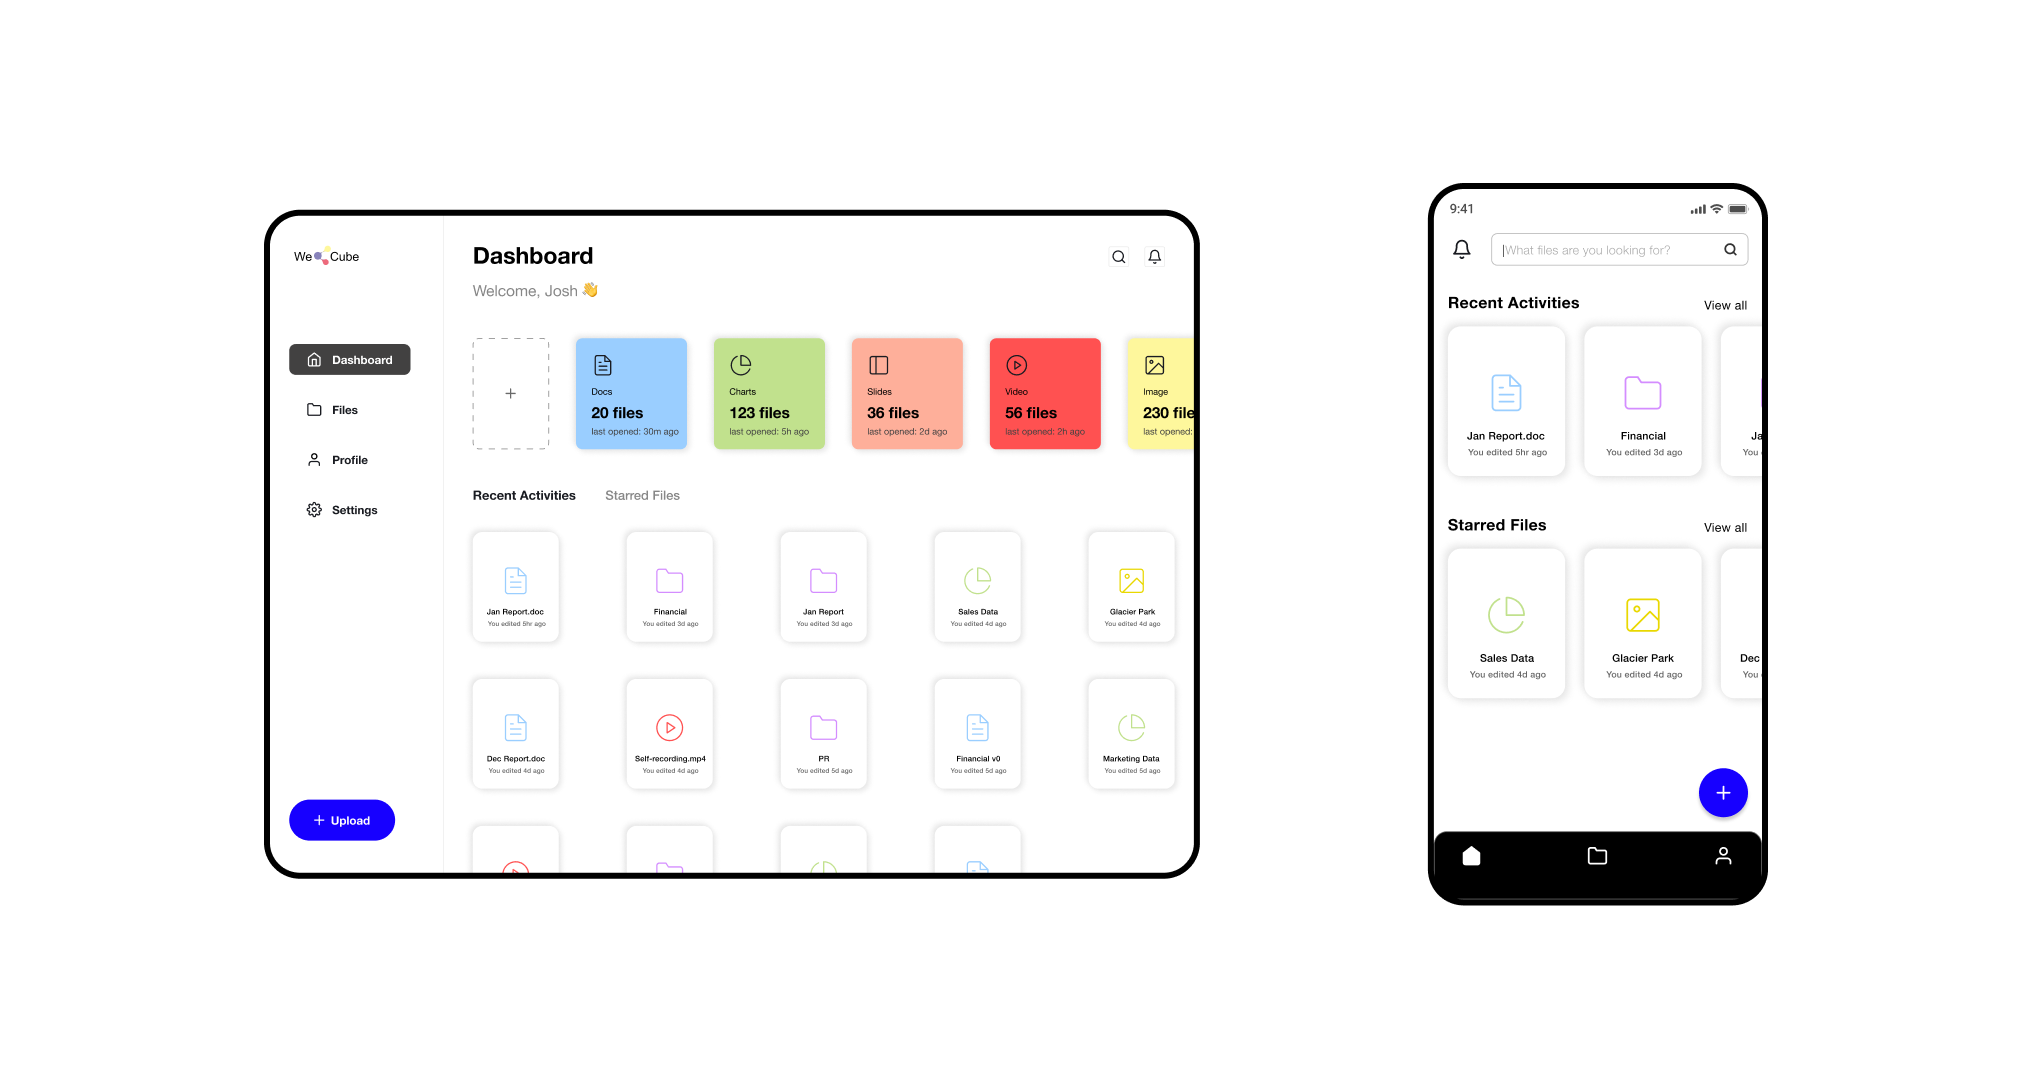 We Cube
Dashboard
Files
Profile
Settings
+ Upload
Dashboard
Welcome, Josh 👋
+
Docs
20 files
last opened: 30m ago
Charts
123 files
last opened: 5h ago
Slides
36 files
last opened: 2d ago
Video
56 files
last opened: 2h ago
Image
230 file
last opened:
Recent Activities
Starred Files
Jan Report.doc
You edited 5hr ago
Financial
You edited 3d ago
Jan Report
You edited 3d ago
Sales Data
You edited 4d ago
Glacier Park
You edited 4d ago
Dec Report.doc
You edited 4d ago
Self-recording.mp4
You edited 4d ago
PR
You edited 5d ago
Financial v0
You edited 5d ago
Marketing Data
You edited 5d ago
9:41
What files are you looking for?
Recent Activities
View all
Jan Report.doc
You edited 5hr ago
Financial
You edited 3d ago
Ja
You
Starred Files
View all
Sales Data
You edited 4d ago
Glacier Park
You edited 4d ago
Dec
You
+